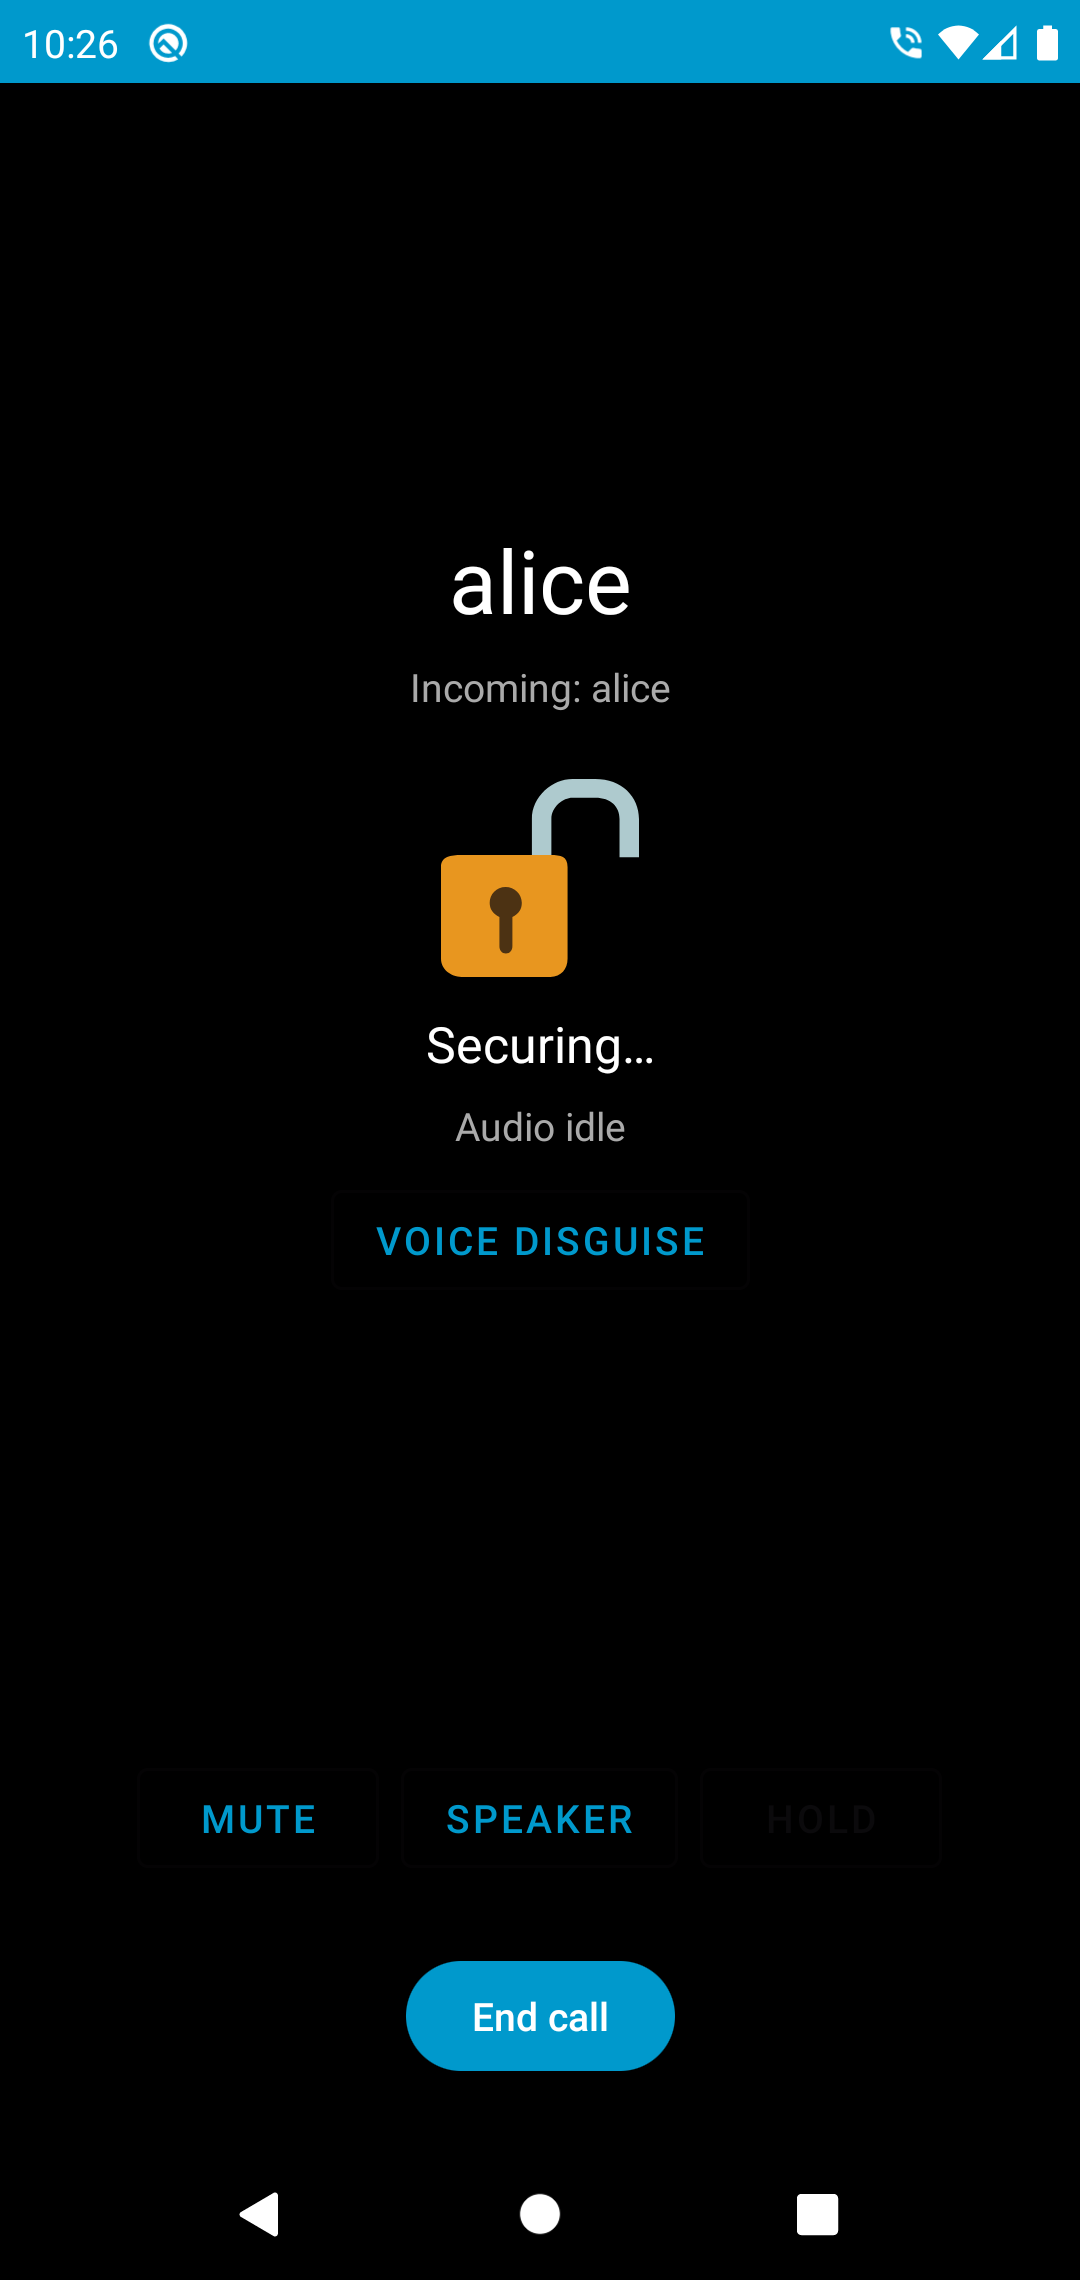 10:26
alice
Incoming: alice
Securing...
Audio idle
VOICE DISGUISE
MUTE
SPEAKER
HOLD
End call